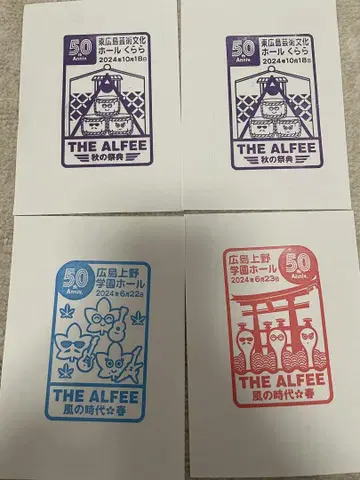 50
Anniv.
東広島芸術文化
ホール くらら
2024年10月18日
THE ALFEE
秋の祭典
50
Anniv.
東広島芸術文化
ホール くらら
2024年10月18日
THE ALFEE
秋の祭典
50
Anniv.
広島上野
学園ホール
2024年6月22日
THE ALFEE
風の時代☆春
広島上野
学園ホール
2024年6月23日
50
Anniv.
THE ALFEE
風の時代☆春